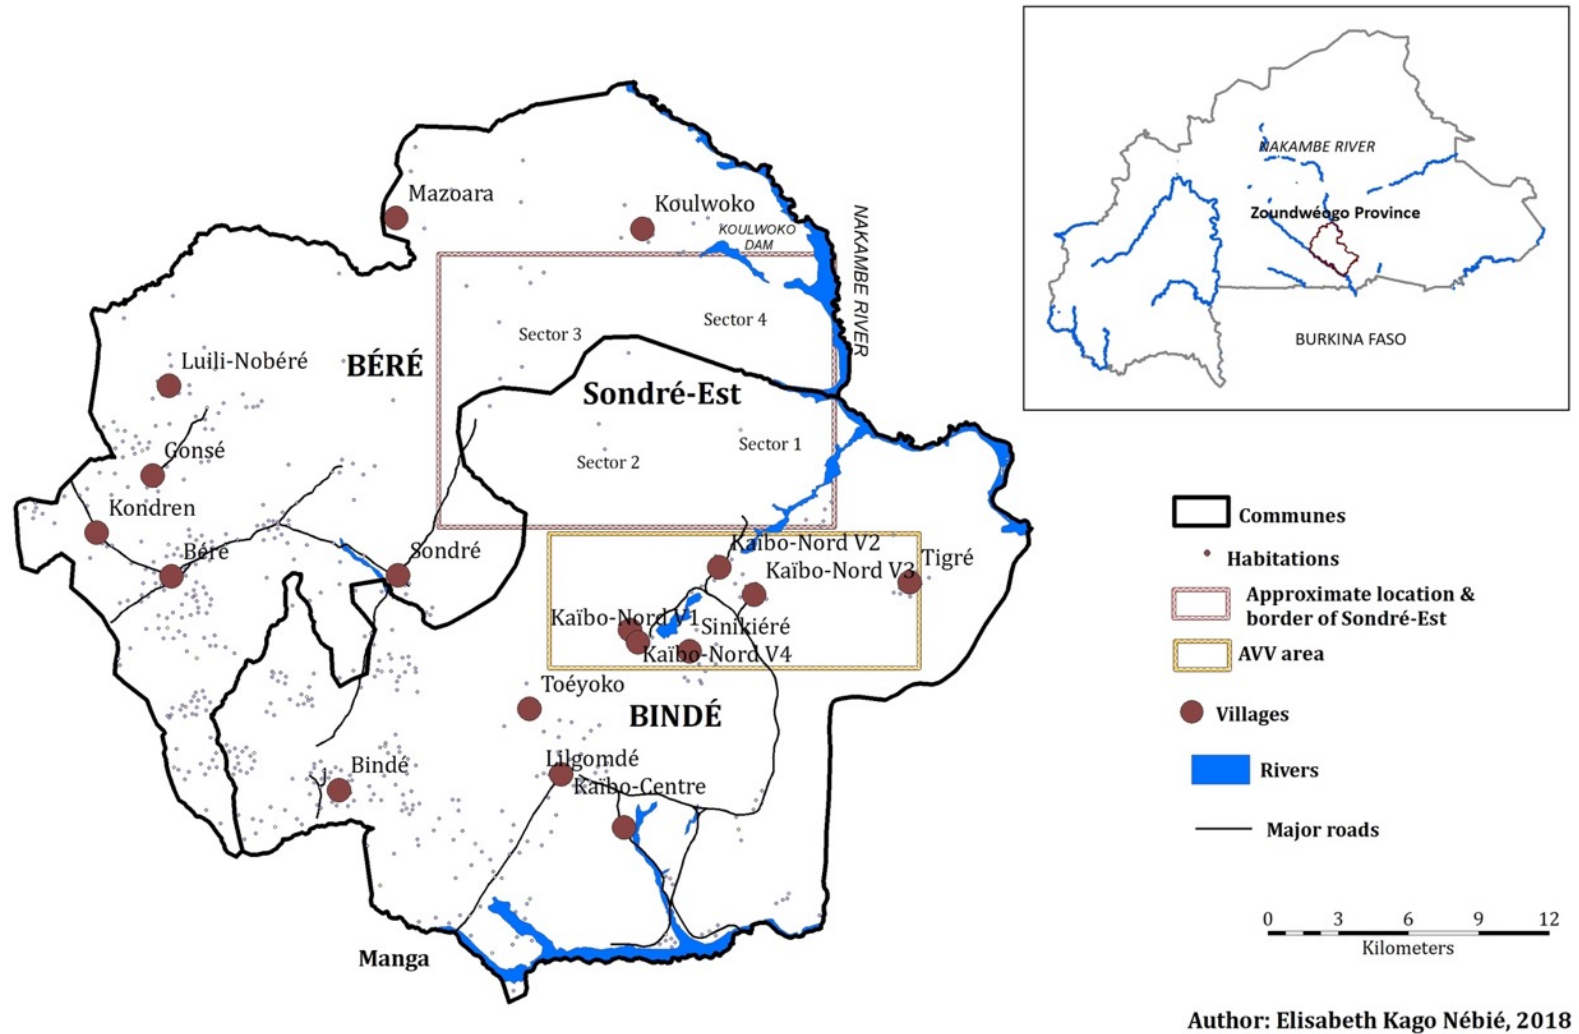 NAKAMBE RIVER
Zoundwéogo Province
BURKINA FASO
Mazoara
Koulwoko
KOULWOKO
DAM
NAKAMBE RIVER
Sector 4
Sector 3
Luili-Nobéré
BÉRÉ
Sondré-Est
Gonsé
Sector 1
Sector 2
Kondren
Béré
Sondré
Kaïbo-Nord V2
Tigré
Kaïbo-Nord V3
Kaïbo-Nord V1
Sinikiéré
Kaïbo-Nord V4
Toéyoko
BINDÉ
Bindé
Lilgomdé
Kaïbo-Centre
Manga
Communes
Habitations
Approximate location &
border of Sondré-Est
AVV area
Villages
Rivers
Major roads
0 3 6 9 12
Kilometers
Author: Elisabeth Kago Nébié, 2018